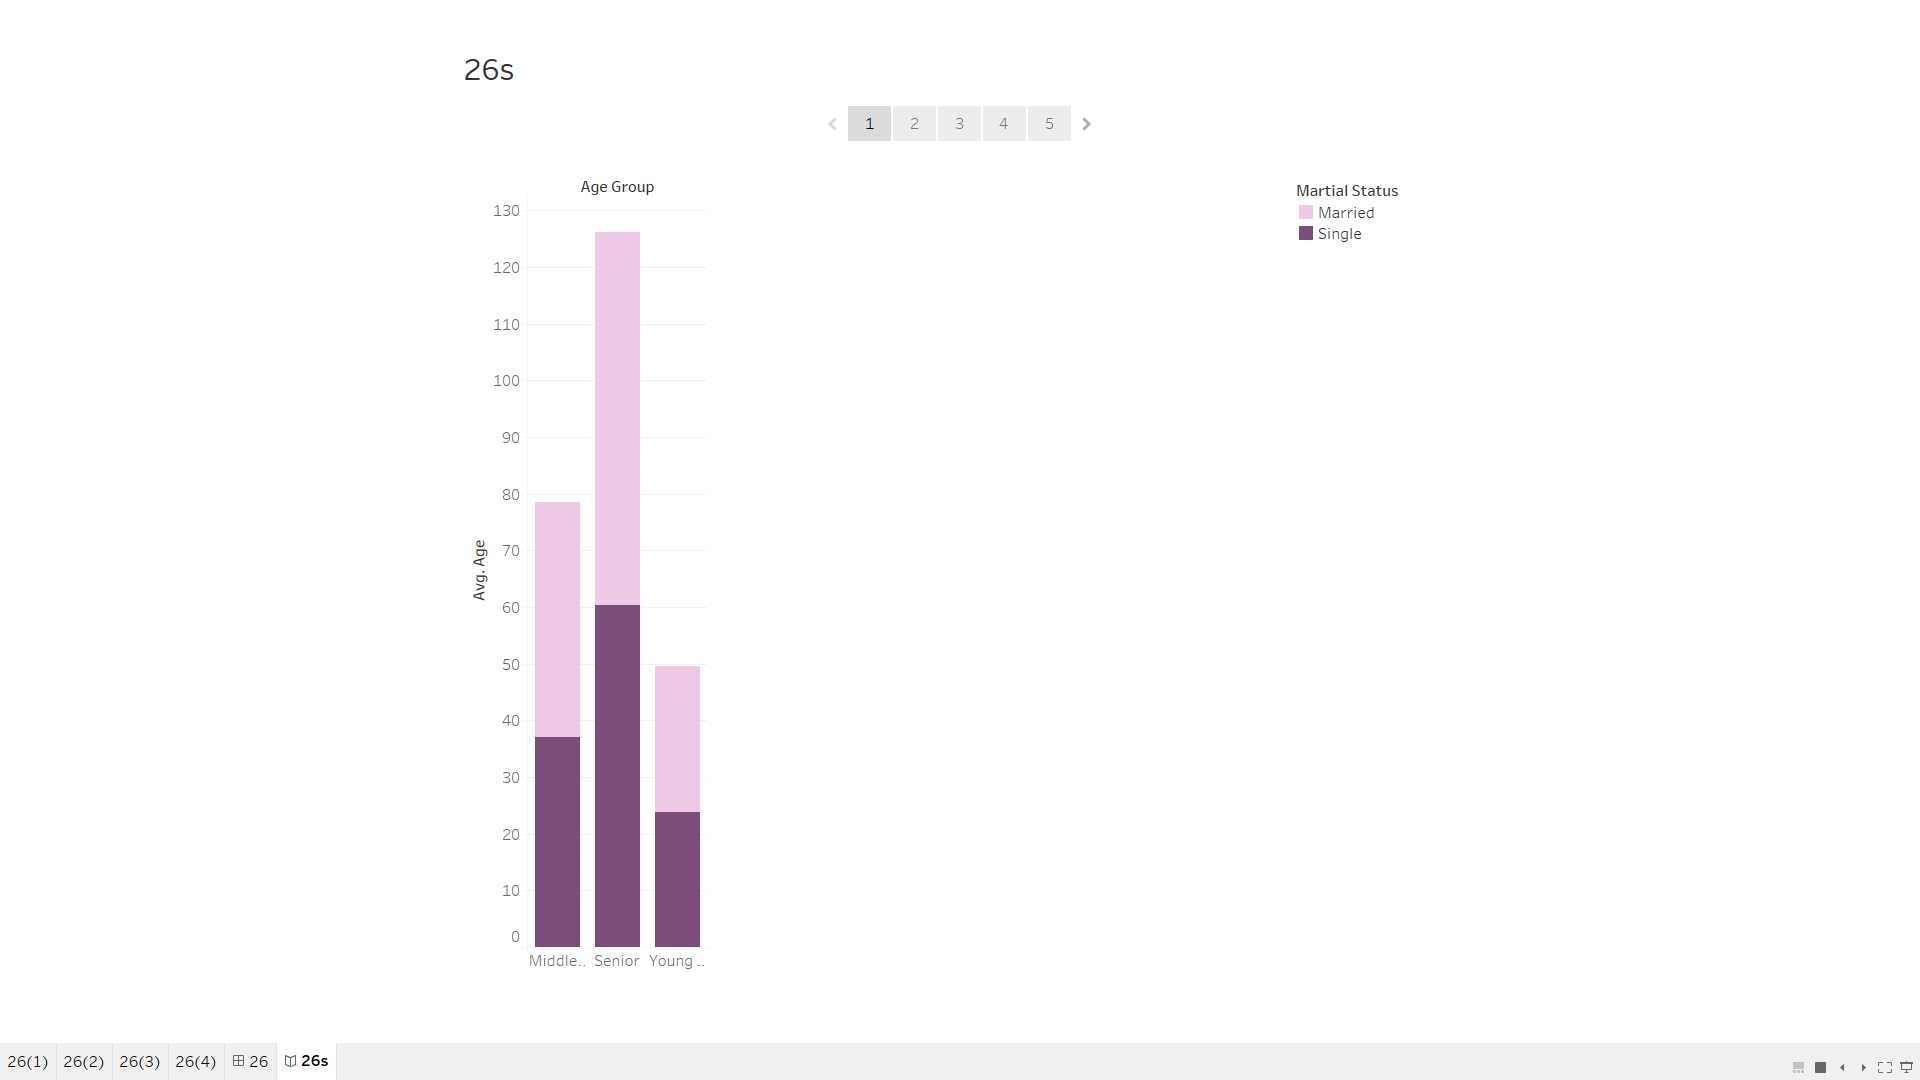 26s
1 2 3 4 5
Age Group
Martial Status
Married
Single
130
120
110
100
90
80
70
60
50
40
30
20
10
0
Avg. Age
Middle.. Senior Young ..
26(1) 26(2) 26(3) 26(4) 26 26s